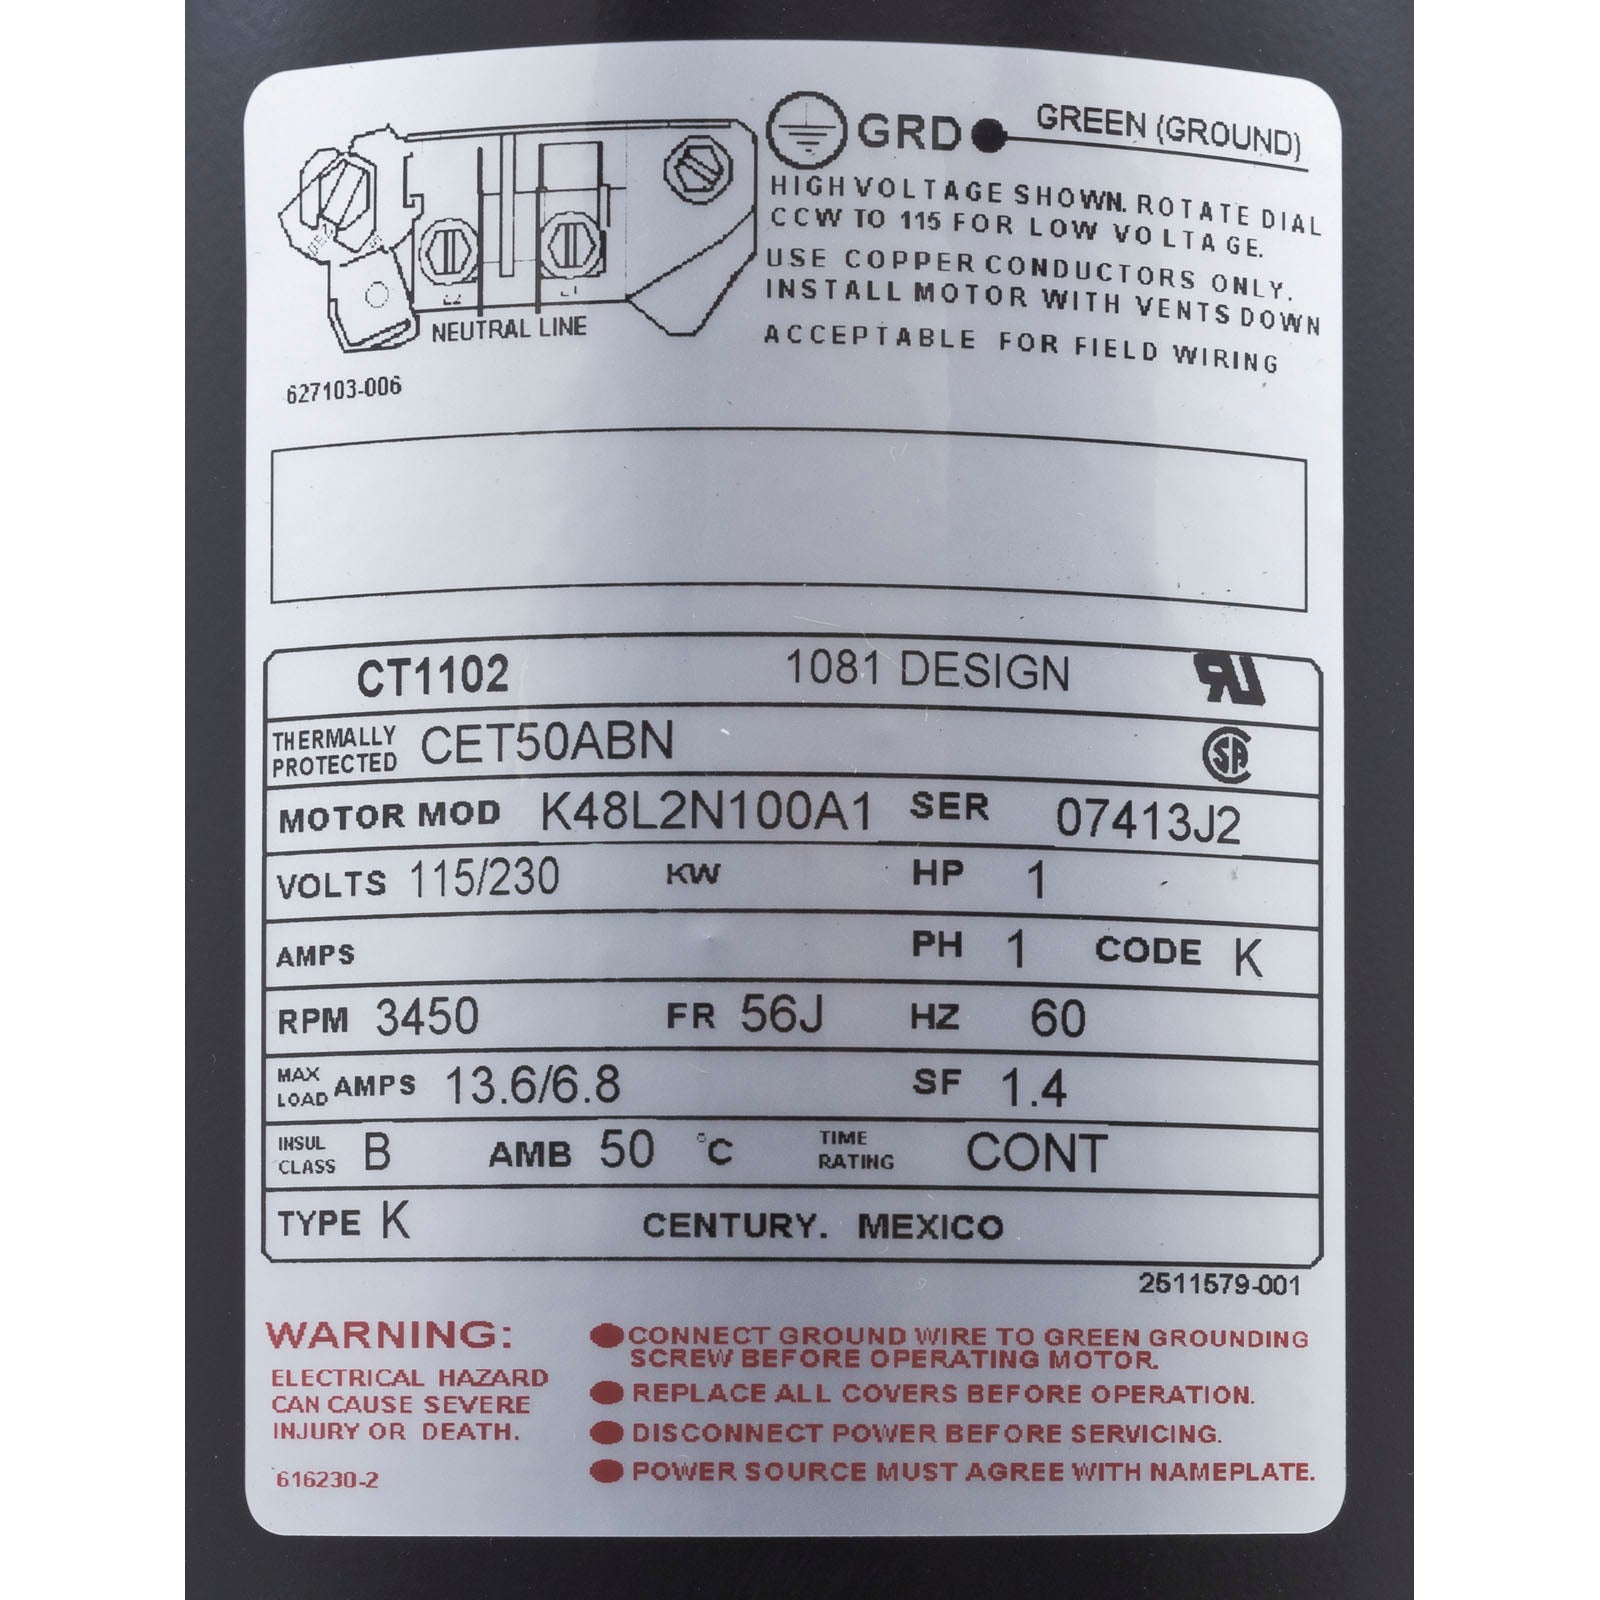 GRD GREEN (GROUND)
HIGH VOLTAGE SHOWN. ROTATE DIAL
CCW TO 115 FOR LOW VOLTAGE.
USE COPPER CONDUCTORS ONLY.
INSTALL MOTOR WITH VENTS DOWN
ACCEPTABLE FOR FIELD WIRING
L2 L1
NEUTRAL LINE
627103-006
CT1102 1081 DESIGN
THERMALLY
PROTECTED CET50ABN
MOTOR MOD K48L2N100A1 SER 07413J2
VOLTS 115/230 KW HP 1
AMPS PH 1 CODE K
RPM 3450 FR 56J HZ 60
MAX
LOAD AMPS 13.6/6.8 SF 1.4
INSUL
CLASS B AMB 50 °C TIME
RATING CONT
TYPE K CENTURY. MEXICO
2511579-001
WARNING:
ELECTRICAL HAZARD
CAN CAUSE SEVERE
INJURY OR DEATH.
616230-2
CONNECT GROUND WIRE TO GREEN GROUNDING
SCREW BEFORE OPERATING MOTOR.
REPLACE ALL COVERS BEFORE OPERATION.
DISCONNECT POWER BEFORE SERVICING.
POWER SOURCE MUST AGREE WITH NAMEPLATE.